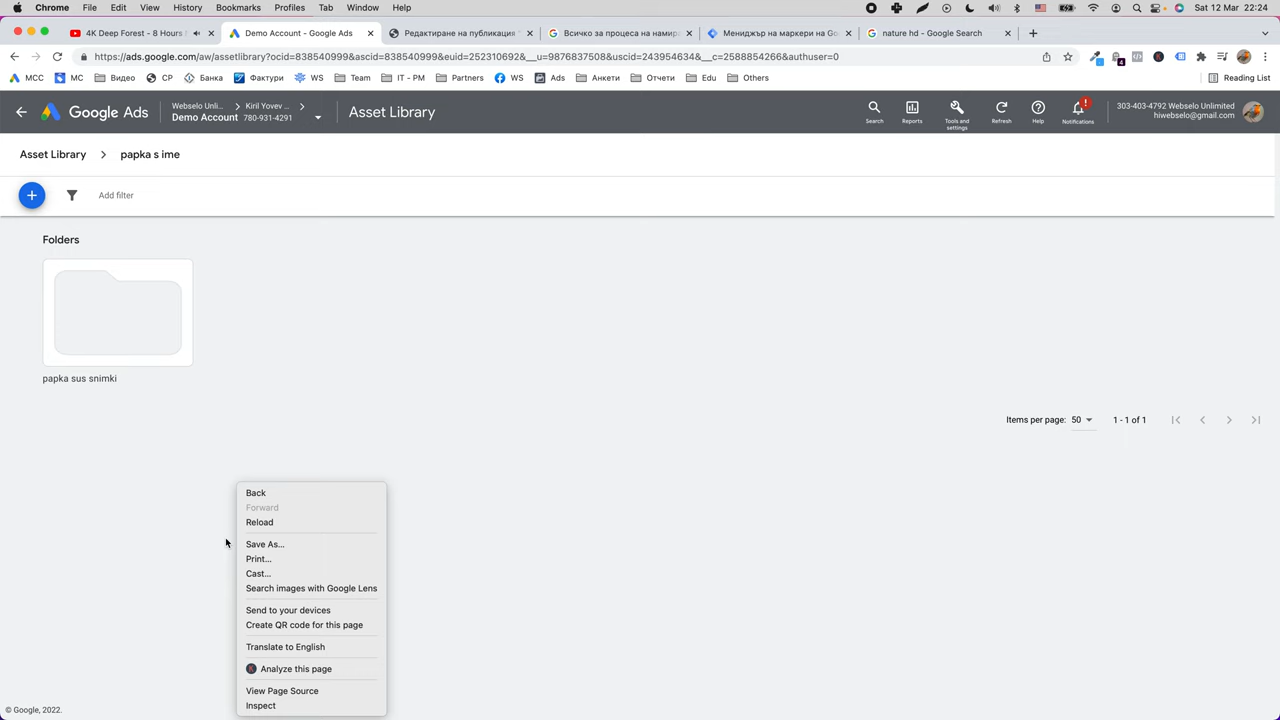 Chrome File Edit View History Bookmarks Profiles Tab Window Help Sat 12 Mar 22:24
4K Deep Forest - 8 Hours Demo Account - Google Ads Редактиране на публикация Всичко за процеса на намир Мениджър на маркери на Go nature hd - Google Search
https://ads.google.com/aw/assetlibrary?ocid=838540999&ascid=838540999&euid=252310692&__u=9876837508&uscid=243954634&__c=2588854266&authuser=0
MCC MC Видео CP Банка Фактури WS Team IT - PM Partners WS Ads Анкети Отчети Edu Others Reading List
Google Ads
Webselo Unli... Kiril Yovev ...
Demo Account 780-931-4291
Asset Library
Search Reports Tools and settings Refresh Help Notifications
303-403-4792 Webselo Unlimited
hiwebselo@gmail.com
Asset Library papka s ime
Add filter
Folders
papka sus snimki
Items per page: 50 1 - 1 of 1
Back
Forward
Reload
Save As...
Print...
Cast...
Search images with Google Lens
Send to your devices
Create QR code for this page
Translate to English
Analyze this page
View Page Source
Inspect
© Google, 2022.